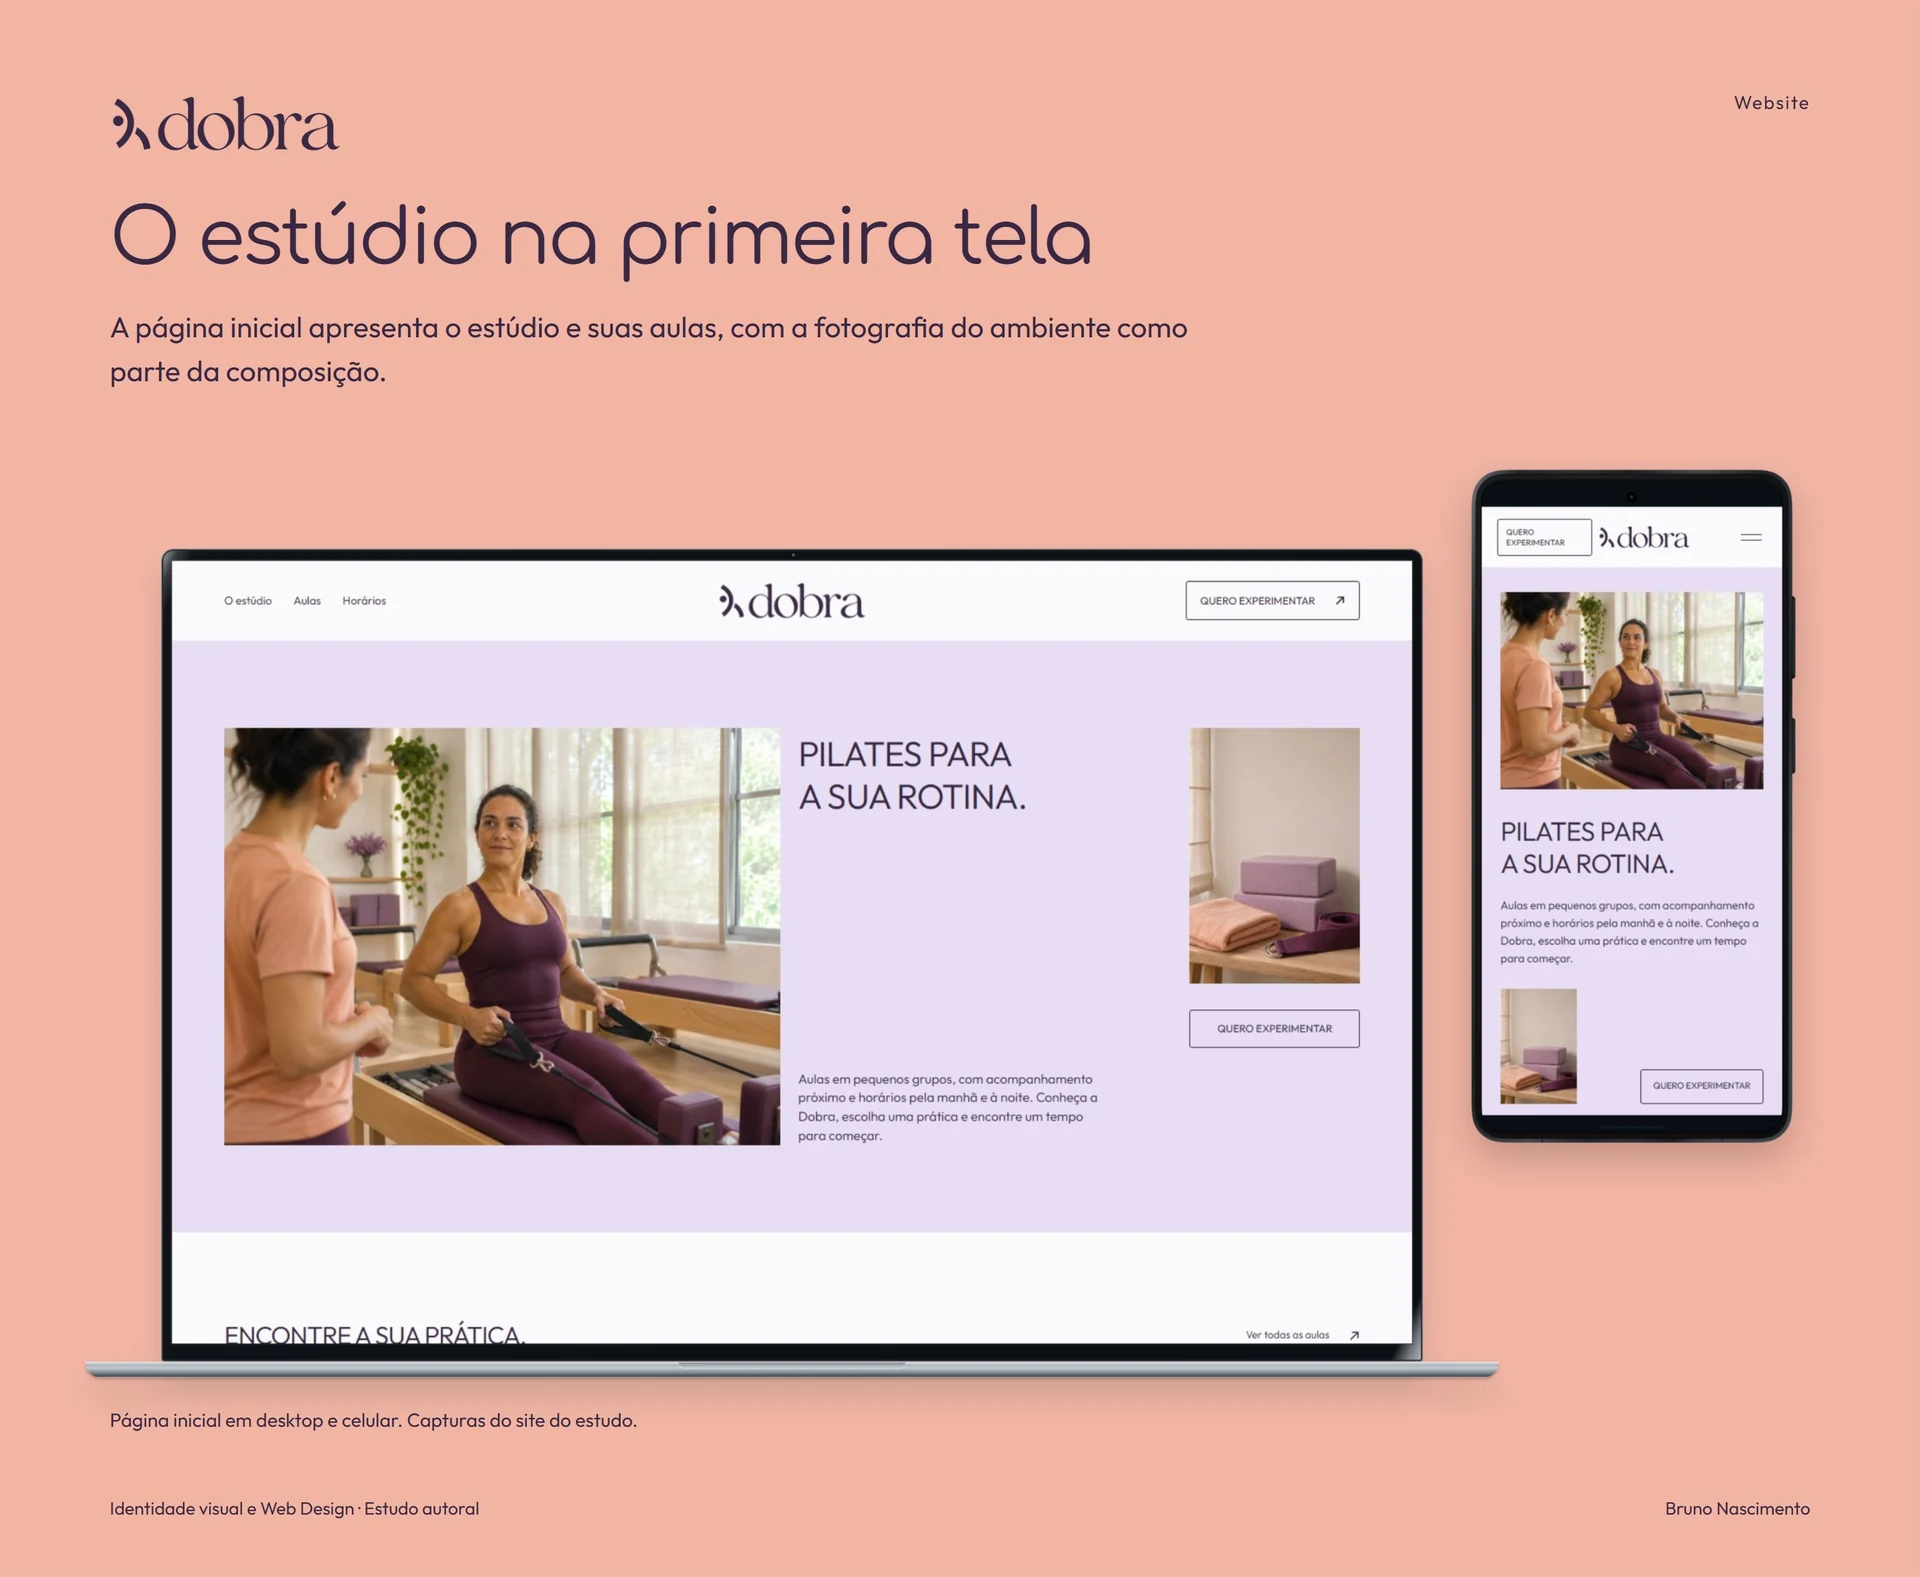 dobra
Website
O estúdio na primeira tela
A página inicial apresenta o estúdio e suas aulas, com a fotografia do ambiente como
parte da composição.
O estúdio Aulas Horários
dobra
QUERO EXPERIMENTAR
PILATES PARA
A SUA ROTINA.
Aulas em pequenos grupos, com acompanhamento
próximo e horários pela manhã e à noite. Conheça a
Dobra, escolha uma prática e encontre um tempo
para começar.
QUERO EXPERIMENTAR
ENCONTRE A SUA PRÁTICA.
Ver todas as aulas
QUERO
EXPERIMENTAR
dobra
PILATES PARA
A SUA ROTINA.
Aulas em pequenos grupos, com acompanhamento
próximo e horários pela manhã e à noite. Conheça a
Dobra, escolha uma prática e encontre um tempo
para começar.
QUERO EXPERIMENTAR
Página inicial em desktop e celular. Capturas do site do estudo.
Identidade visual e Web Design · Estudo autoral
Bruno Nascimento